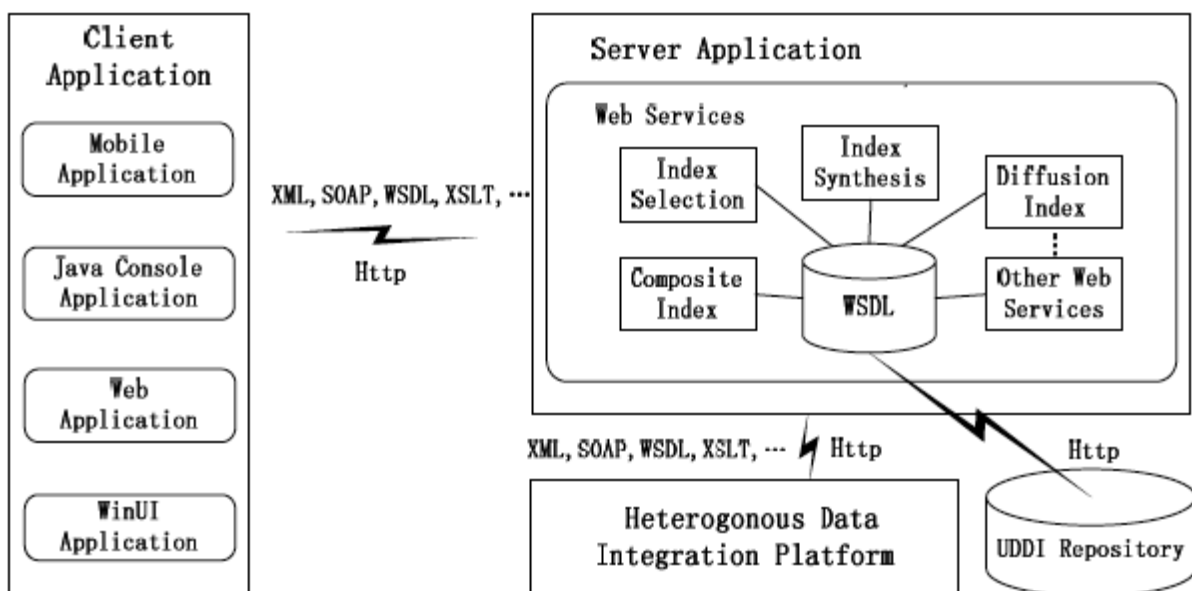 Client
Application
Mobile
Application
Java Console
Application
Web
Application
WinUI
Application
XML, SOAP, WSDL, XSLT, ···
Http
Server Application
Web Services
Index
Selection
Index
Synthesis
Diffusion
Index
Composite
Index
WSDL
Other Web
Services
XML, SOAP, WSDL, XSLT, ···
Http
Http
Heterogonous Data
Integration Platform
UDDI Repository